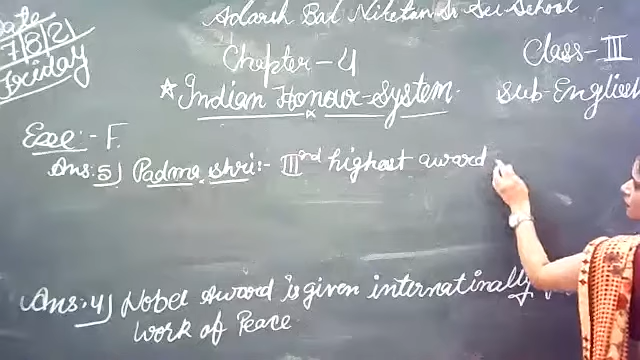 Date
7/8/21
Friday
Adarsh Bal Niketan Sr Sec School
Chapter - 4
Class - III
* Indian Honour System
Sub - English
Exe:- F.
Ans. 5) Padma shri:- IIIrd highest award
Ans. 4) Nobel Award is given internatinally
work of Peace